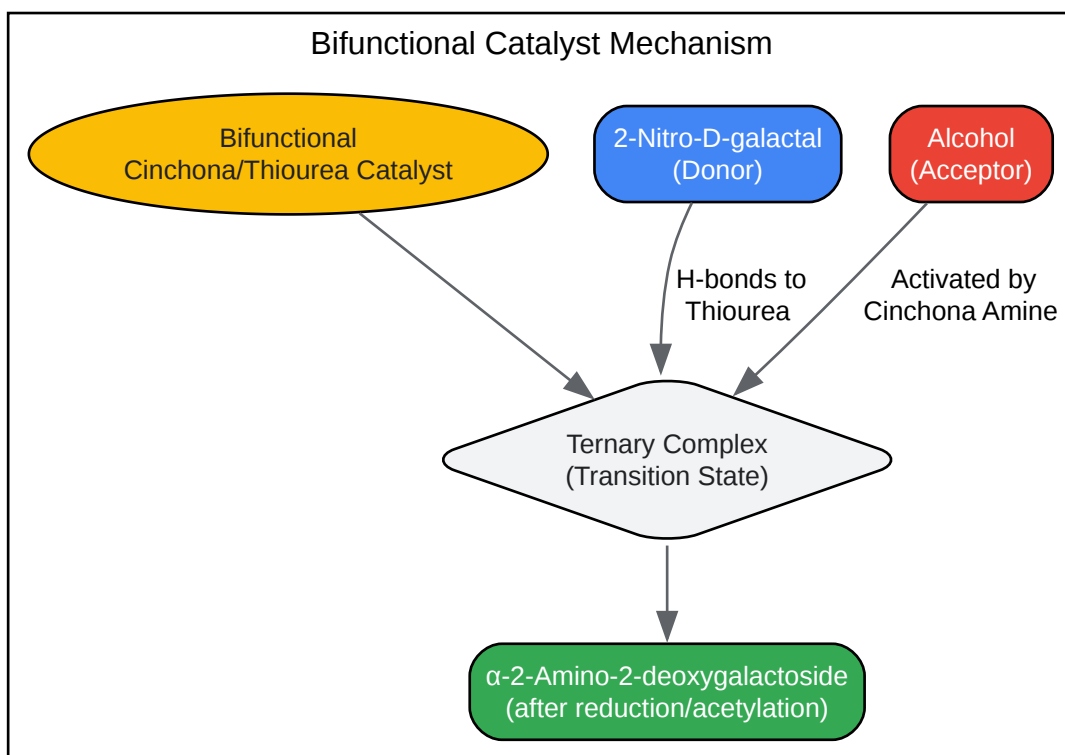 Bifunctional Catalyst Mechanism
Bifunctional
Cinchona/Thiourea Catalyst
2-Nitro-D-galactal
(Donor)
Alcohol
(Acceptor)
H-bonds to
Thiourea
Activated by
Cinchona Amine
Ternary Complex
(Transition State)
α-2-Amino-2-deoxygalactoside
(after reduction/acetylation)